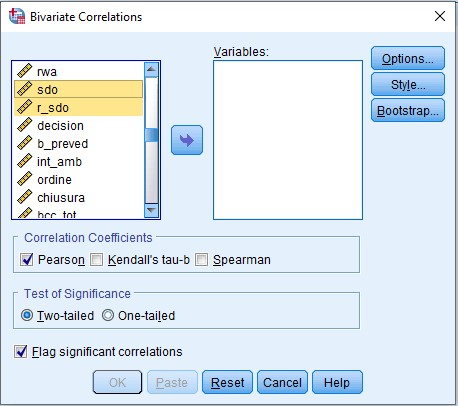 Bivariate Correlations
rwa
sdo
r_sdo
decision
b_preved
int_amb
ordine
chiusura
bcc_tot
Variables:
Options...
Style...
Bootstrap...
Correlation Coefficients
Pearson Kendall's tau-b Spearman
Test of Significance
Two-tailed One-tailed
Flag significant correlations
OK Paste Reset Cancel Help